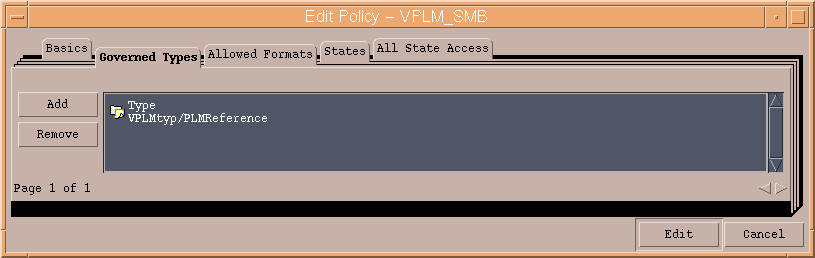 Edit Policy - VPLM_SMB
Basics Governed Types Allowed Formats States All State Access
Add
Type
VPLMtyp/PLMReference
Remove
Page 1 of 1
Edit Cancel